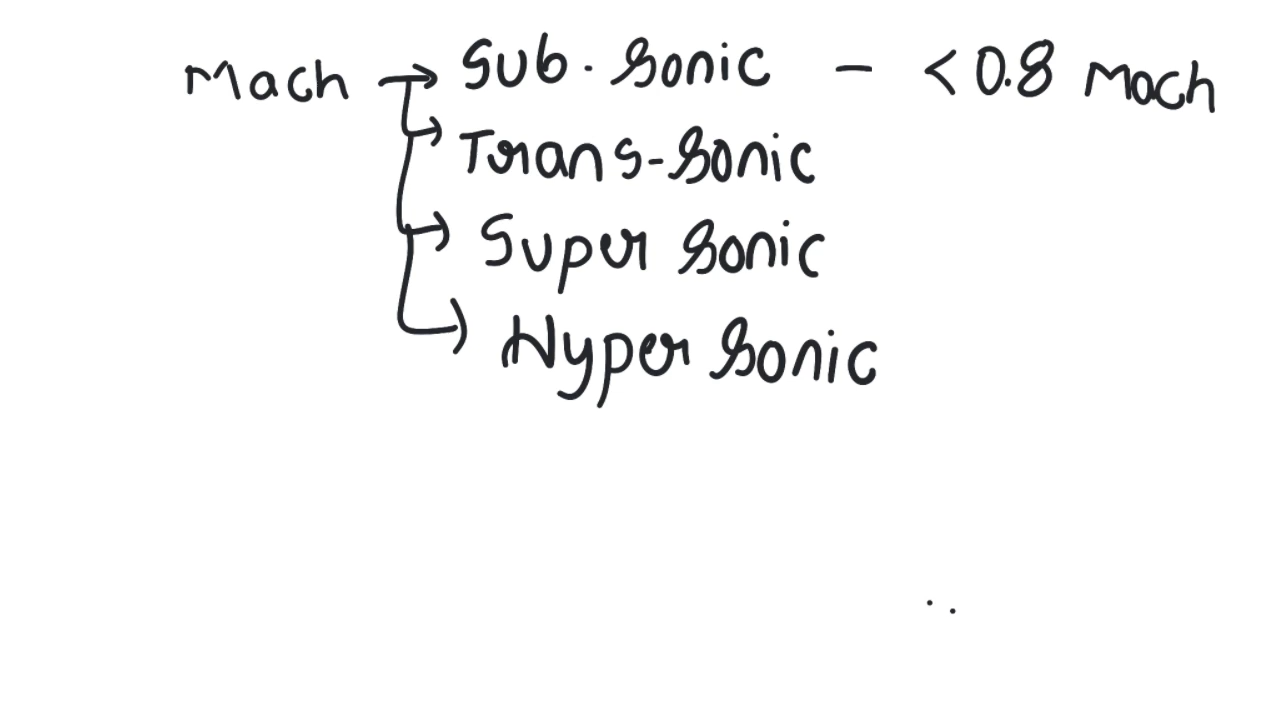 Mach → Sub-Sonic - < 0.8 Mach
→ Trans-Sonic
→ Super Sonic
→ Hyper Sonic